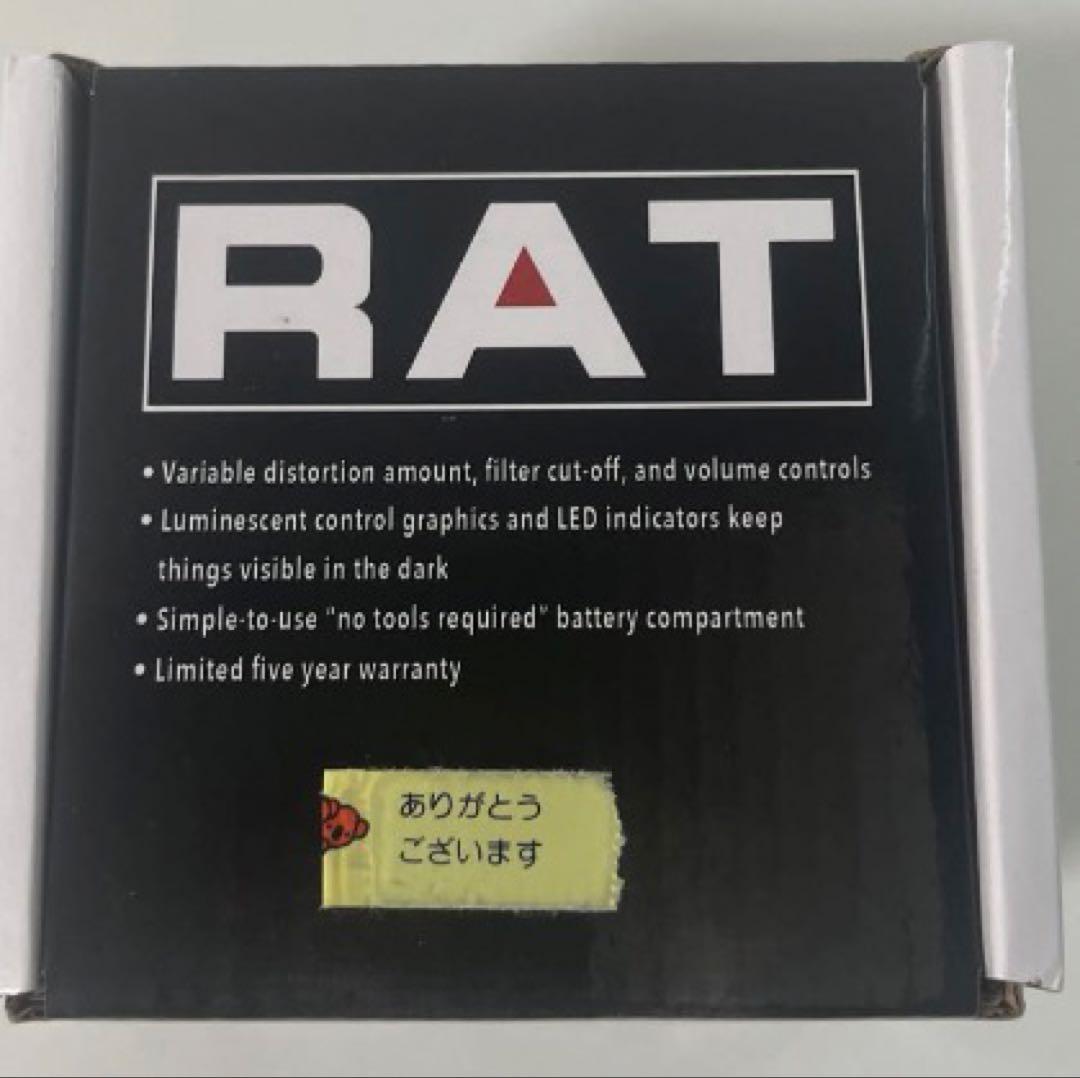 RAT
• Variable distortion amount, filter cut-off, and volume controls
• Luminescent control graphics and LED indicators keep
things visible in the dark
• Simple-to-use "no tools required" battery compartment
• Limited five year warranty
ありがとう
ございます